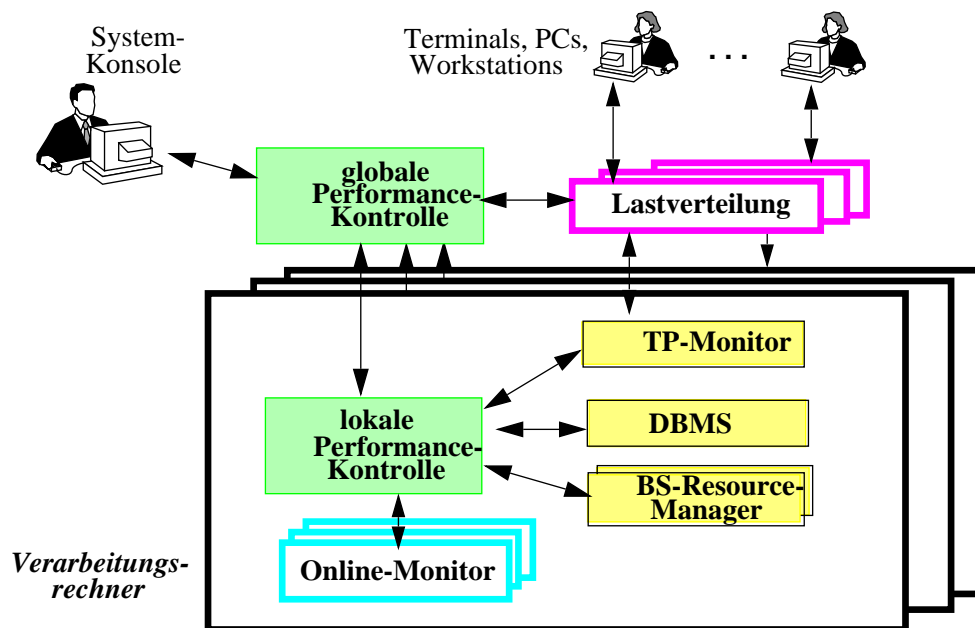 System-
Konsole
Terminals, PCs,
Workstations
. . .
globale
Performance-
Kontrolle
Lastverteilung
TP-Monitor
lokale
Performance-
Kontrolle
DBMS
BS-Resource-
Manager
Online-Monitor
Verarbeitungs-
rechner